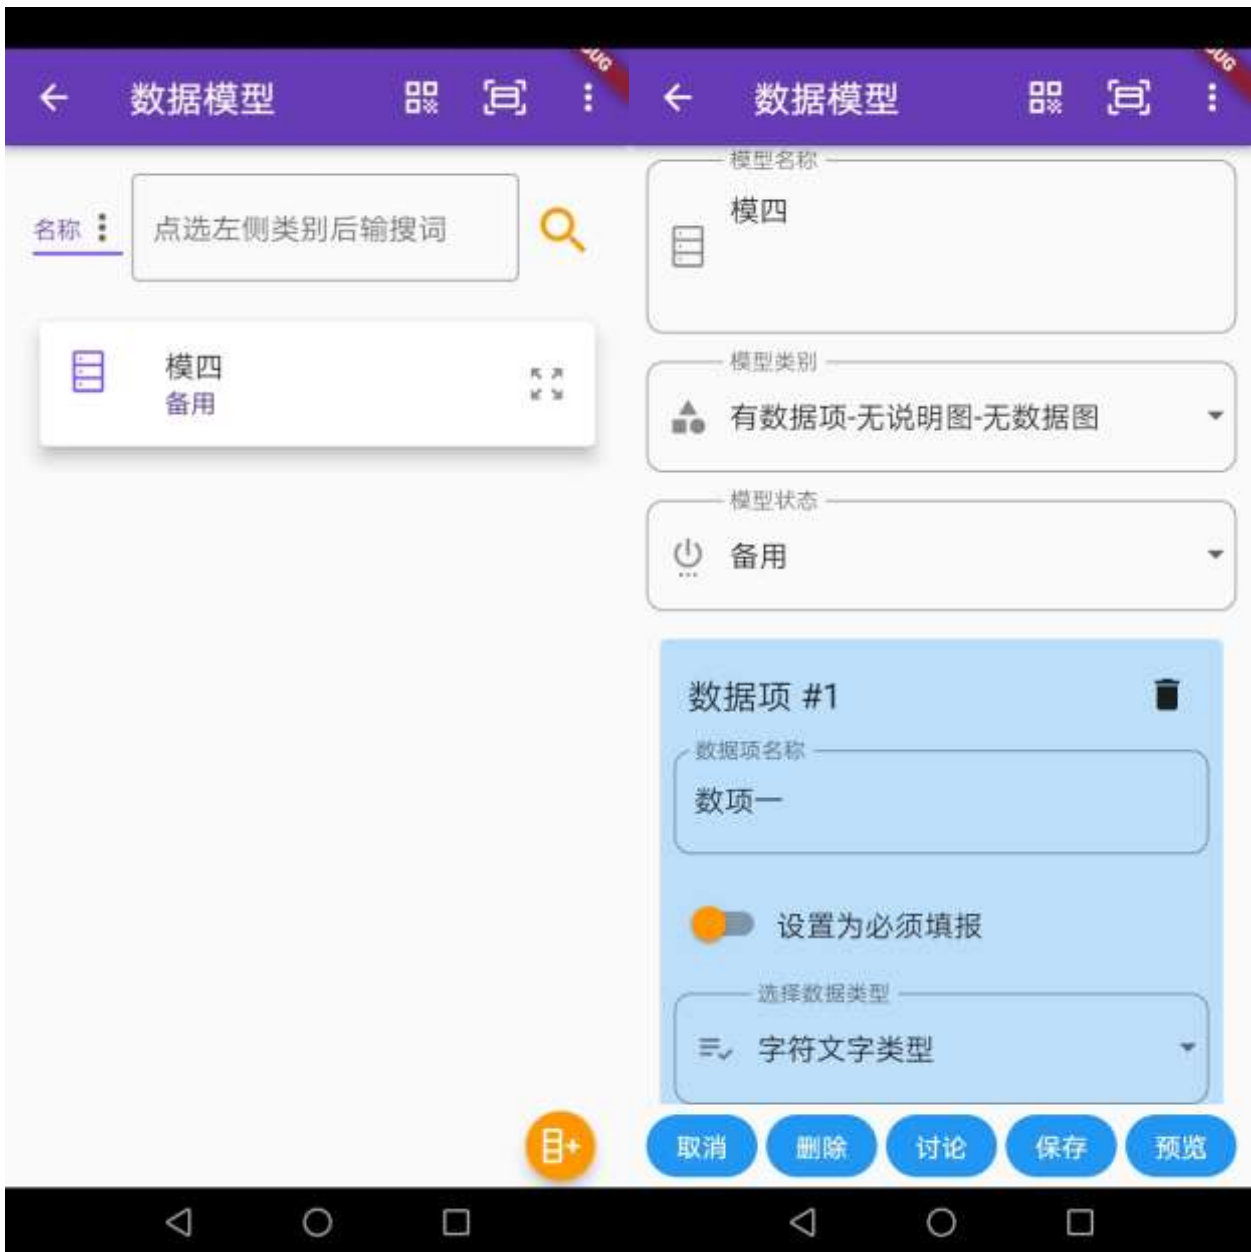 数据模型
名称
点选左侧类别后输搜词
模四
备用
数据模型
模型名称
模四
模型类别
有数据项-无说明图-无数据图
模型状态
备用
数据项 #1
数据项名称
数项一
设置为必须填报
选择数据类型
字符文字类型
取消 删除 讨论 保存 预览